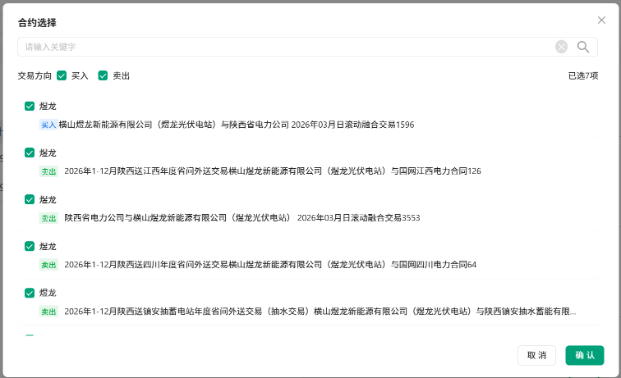 合约选择
请输入关键字
交易方向 买入 卖出 已选7项
煜龙
买入 横山煜龙新能源有限公司（煜龙光伏电站）与陕西省电力公司 2026年03月日滚动融合交易1596
煜龙
卖出 2026年1-12月陕西送江西年度省间外送交易横山煜龙新能源有限公司（煜龙光伏电站）与国网江西电力合同126
煜龙
卖出 陕西省电力公司与横山煜龙新能源有限公司（煜龙光伏电站） 2026年03月日滚动融合交易3553
煜龙
卖出 2026年1-12月陕西送四川年度省间外送交易横山煜龙新能源有限公司（煜龙光伏电站）与国网四川电力合同64
煜龙
卖出 2026年1-12月陕西送镇安抽蓄电站年度省间外送交易（抽水交易）横山煜龙新能源有限公司（煜龙光伏电站）与陕西镇安抽水蓄能有限...
取消 确认